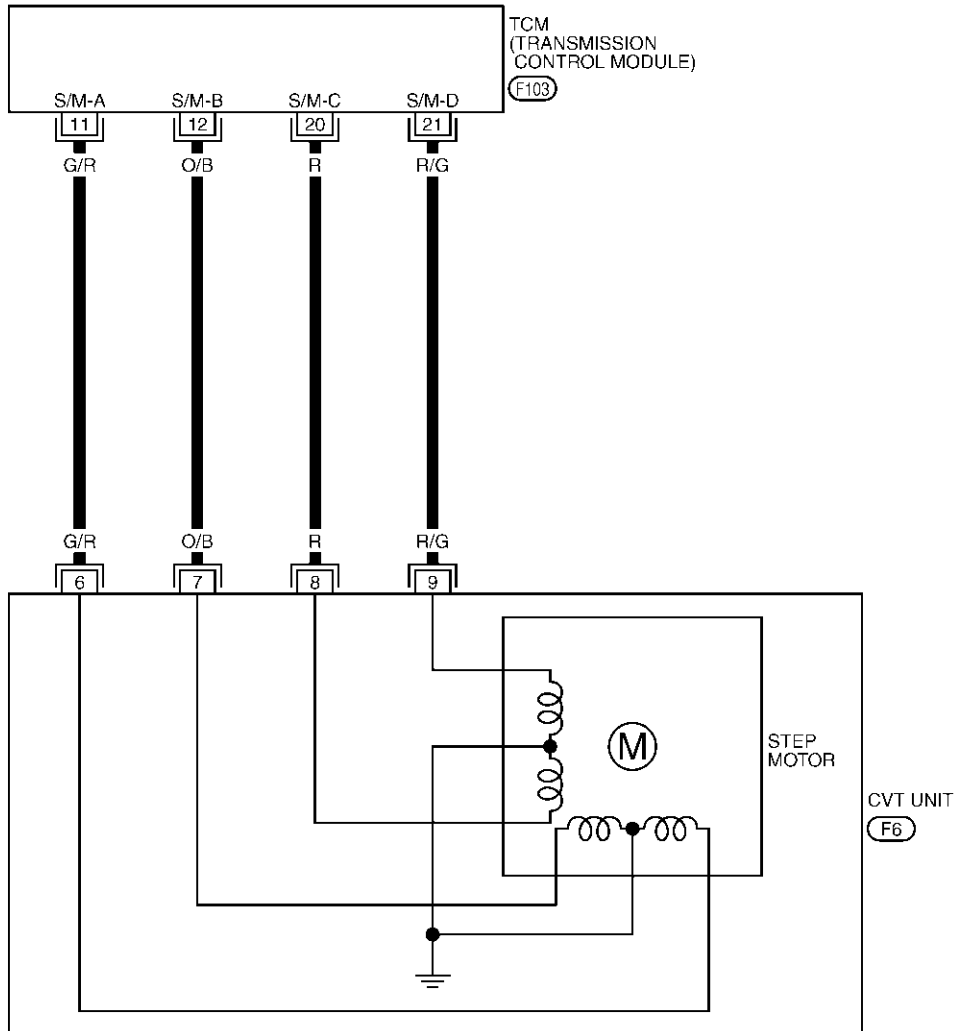 TCM
(TRANSMISSION
CONTROL MODULE)
F103
S/M-A S/M-B S/M-C S/M-D
11 12 20 21
G/R O/B R R/G
G/R O/B R R/G
6 7 8 9
M
STEP
MOTOR
CVT UNIT
F6